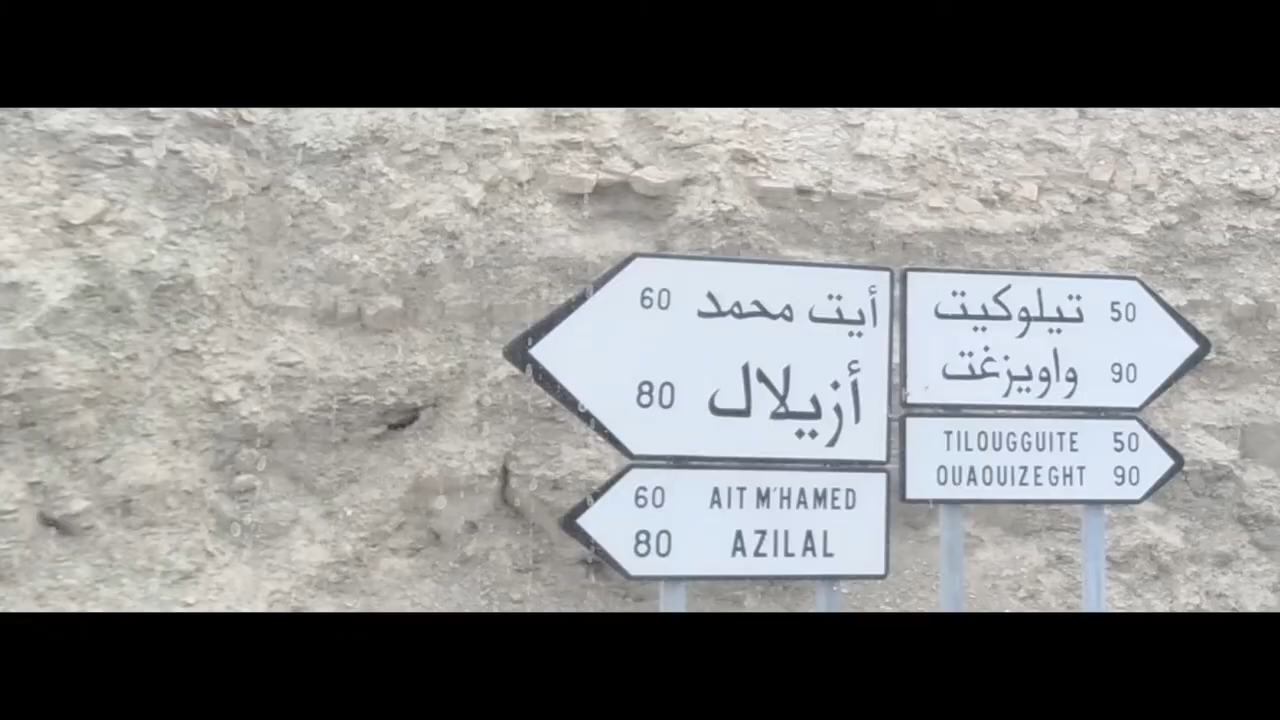 60 أيت محمد
80 أزيلال
60 AIT M'HAMED
80 AZILAL
تيلوكيت 50
واويزغت 90
TILOUGGUITE 50
OUAOUIZEGHT 90